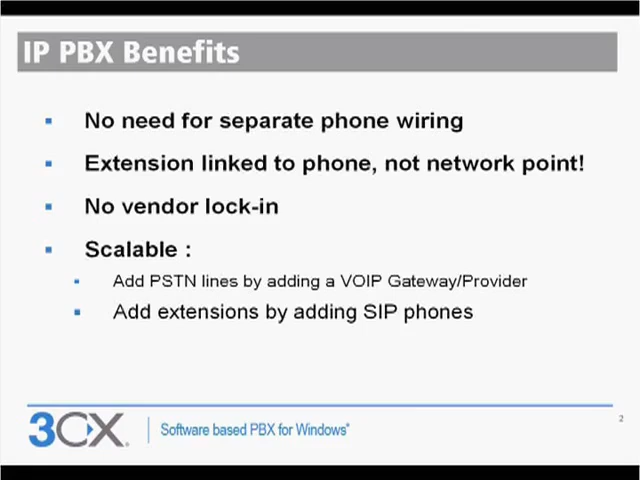 IP PBX Benefits
No need for separate phone wiring
Extension linked to phone, not network point!
No vendor lock-in
Scalable :
Add PSTN lines by adding a VOIP Gateway/Provider
Add extensions by adding SIP phones
2
3CX® Software based PBX for Windows®